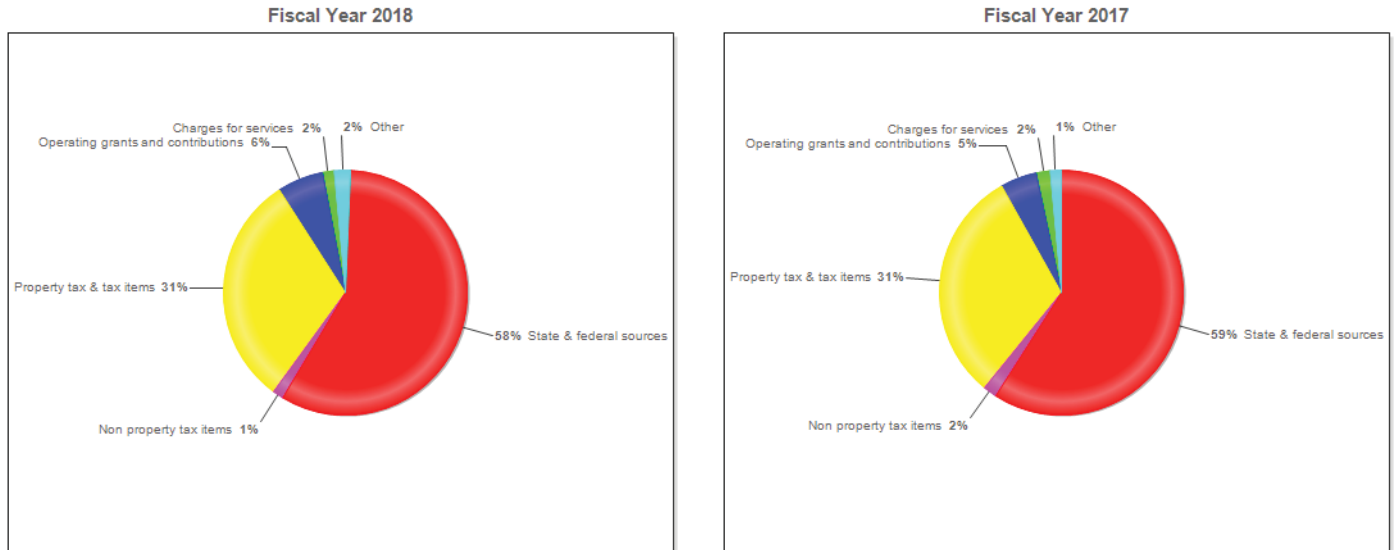 Fiscal Year 2018
Charges for services 2%
2% Other
Operating grants and contributions 6%
Property tax & tax items 31%
58% State & federal sources
Non property tax items 1%
Fiscal Year 2017
Charges for services 2%
1% Other
Operating grants and contributions 5%
Property tax & tax items 31%
59% State & federal sources
Non property tax items 2%